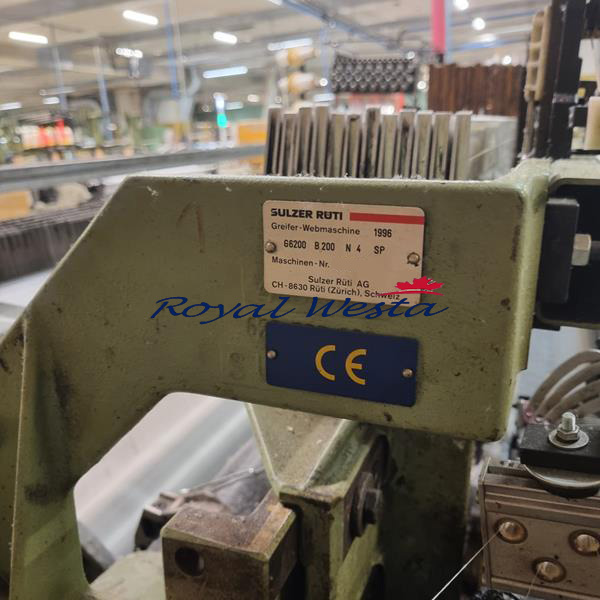 SULZER RÜTI
Greifer-Webmaschine 1996
G6200 B 200 N 4 SP
Maschinen-Nr.
Sulzer Rüti AG
CH-8630 Rüti (Zürich), Schweiz
Royal Westa
CE